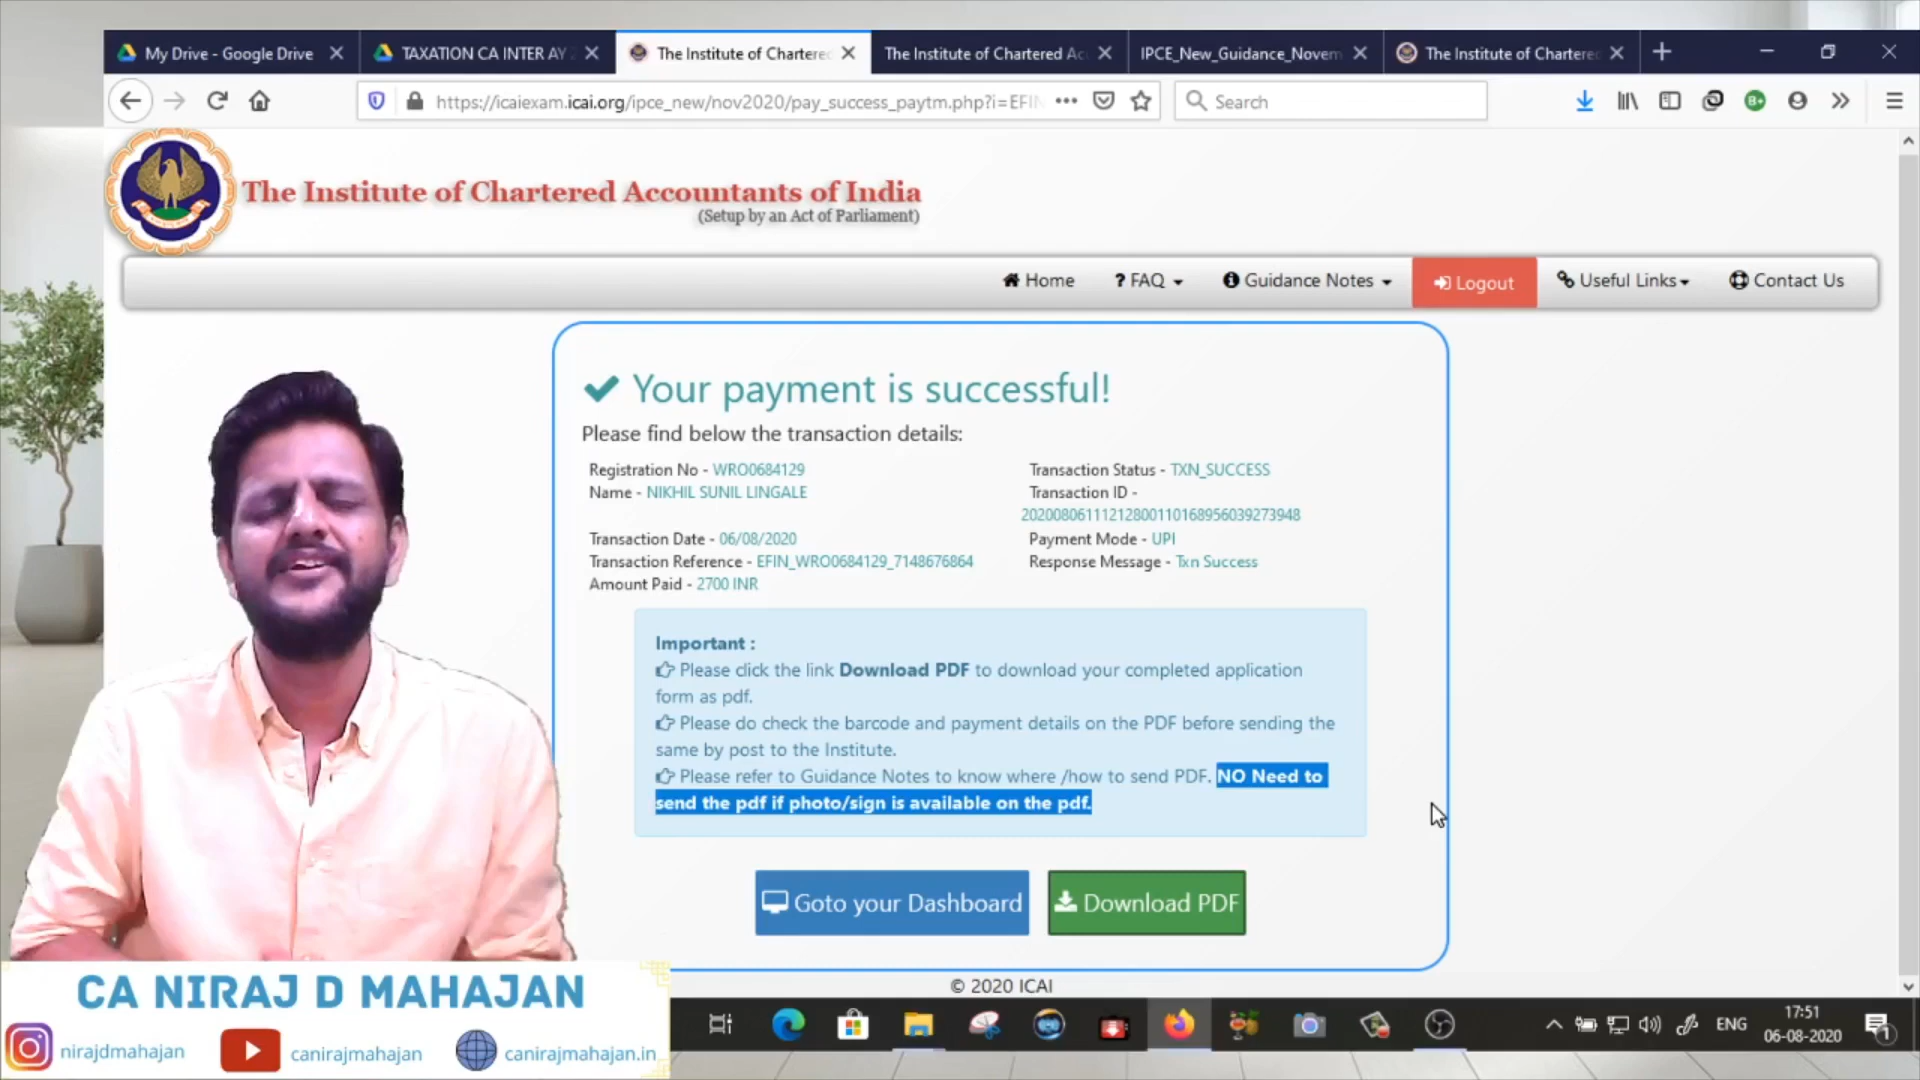 My Drive - Google Drive
TAXATION CA INTER AY
The Institute of Chartere
The Institute of Chartered Ac
IPCE_New_Guidance_Novem
The Institute of Chartere
https://icaiexam.icai.org/ipce_new/nov2020/pay_success_paytm.php?i=EFIN
Search
The Institute of Chartered Accountants of India
(Setup by an Act of Parliament)
Home
? FAQ
Guidance Notes
Logout
Useful Links
Contact Us
Your payment is successful!
Please find below the transaction details:
Registration No - WRO0684129
Name - NIKHIL SUNIL LINGALE
Transaction Date - 06/08/2020
Transaction Reference - EFIN_WRO0684129_7148676864
Amount Paid - 2700 INR
Transaction Status - TXN_SUCCESS
Transaction ID -
20200806111212800110168956039273948
Payment Mode - UPI
Response Message - Txn Success
Important :
Please click the link Download PDF to download your completed application
form as pdf.
Please do check the barcode and payment details on the PDF before sending the
same by post to the Institute.
Please refer to Guidance Notes to know where /how to send PDF. NO Need to
send the pdf if photo/sign is available on the pdf.
Goto your Dashboard
Download PDF
© 2020 ICAI
CA NIRAJ D MAHAJAN
nirajdmahajan
canirajmahajan
canirajmahajan.in
ENG
17:51
06-08-2020